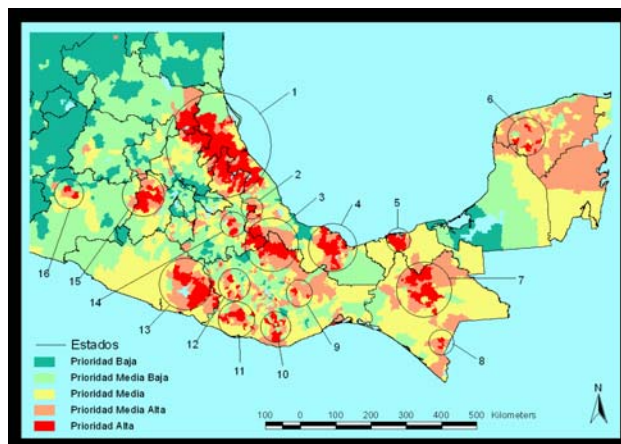 1
2
3
4
5
6
7
8
9
10
11
12
13
14
15
16
Estados
Prioridad Baja
Prioridad Media Baja
Prioridad Media
Prioridad Media Alta
Prioridad Alta
100 0 100 200 300 400 500 Kilometers
N